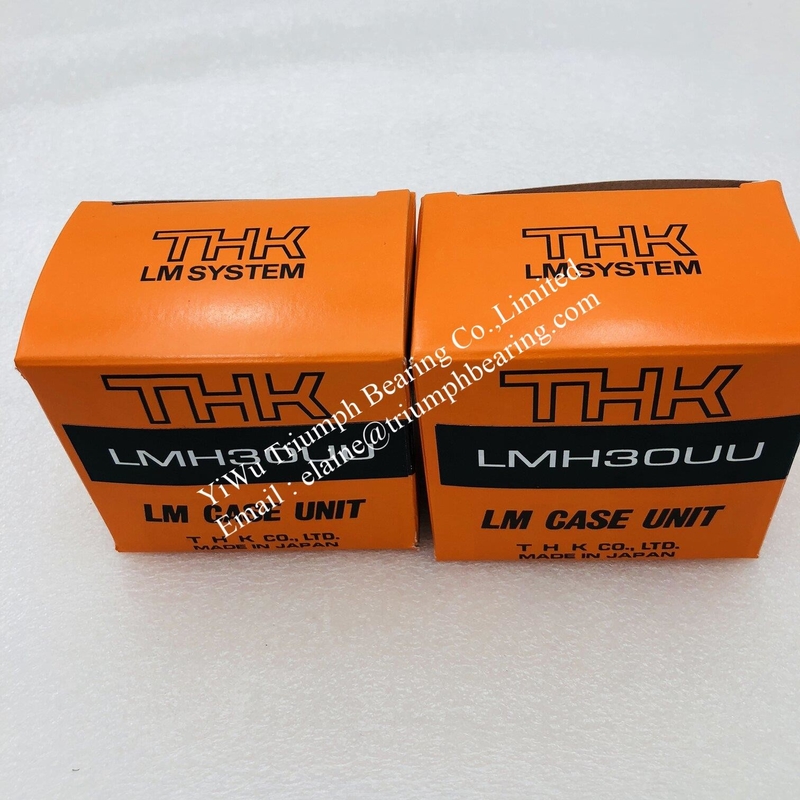 THK
LM SYSTEM
THK
LMH30UU
LM CASE UNIT
T H K CO., LTD.
MADE IN JAPAN
THK
LM SYSTEM
THK
LMH30UU
LM CASE UNIT
T H K CO., LTD.
MADE IN JAPAN
YiWu Triumph Bearing Co.,Limited
Email : elaine@triumphbearing.com